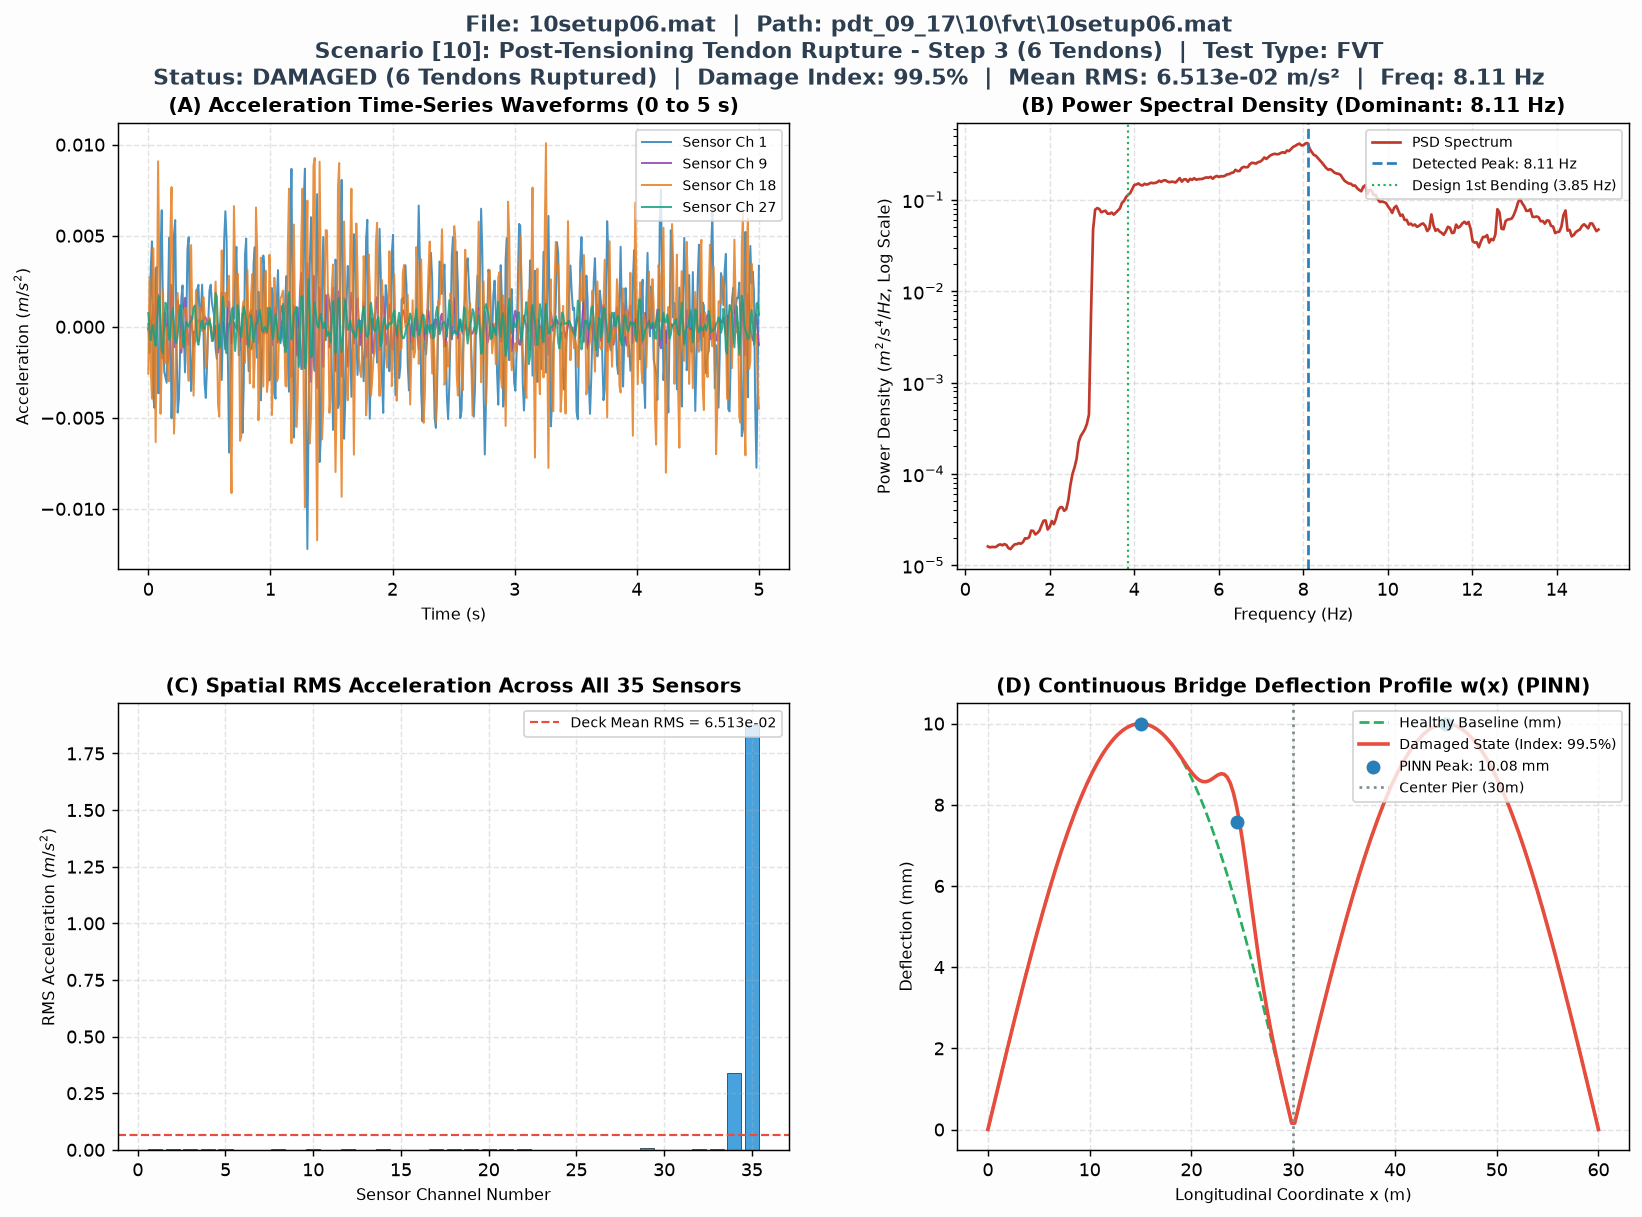 File: 10setup06.mat | Path: pdt_09_17\10\fvt\10setup06.mat
Scenario [10]: Post-Tensioning Tendon Rupture - Step 3 (6 Tendons) | Test Type: FVT
Status: DAMAGED (6 Tendons Ruptured) | Damage Index: 99.5% | Mean RMS: 6.513e-02 m/s² | Freq: 8.11 Hz
(A) Acceleration Time-Series Waveforms (0 to 5 s)
Sensor Ch 1
Sensor Ch 9
Sensor Ch 18
Sensor Ch 27
0.010
0.005
0.000
−0.005
−0.010
Acceleration (m/s²)
0 1 2 3 4 5
Time (s)
(B) Power Spectral Density (Dominant: 8.11 Hz)
PSD Spectrum
Detected Peak: 8.11 Hz
Design 1st Bending (3.85 Hz)
10⁻¹
10⁻²
10⁻³
10⁻⁴
10⁻⁵
Power Density (m²/s⁴/Hz, Log Scale)
0 2 4 6 8 10 12 14
Frequency (Hz)
(C) Spatial RMS Acceleration Across All 35 Sensors
Deck Mean RMS = 6.513e-02
1.75
1.50
1.25
1.00
0.75
0.50
0.25
0.00
RMS Acceleration (m/s²)
0 5 10 15 20 25 30 35
Sensor Channel Number
(D) Continuous Bridge Deflection Profile w(x) (PINN)
Healthy Baseline (mm)
Damaged State (Index: 99.5%)
PINN Peak: 10.08 mm
Center Pier (30m)
10
8
6
4
2
0
Deflection (mm)
0 10 20 30 40 50 60
Longitudinal Coordinate x (m)